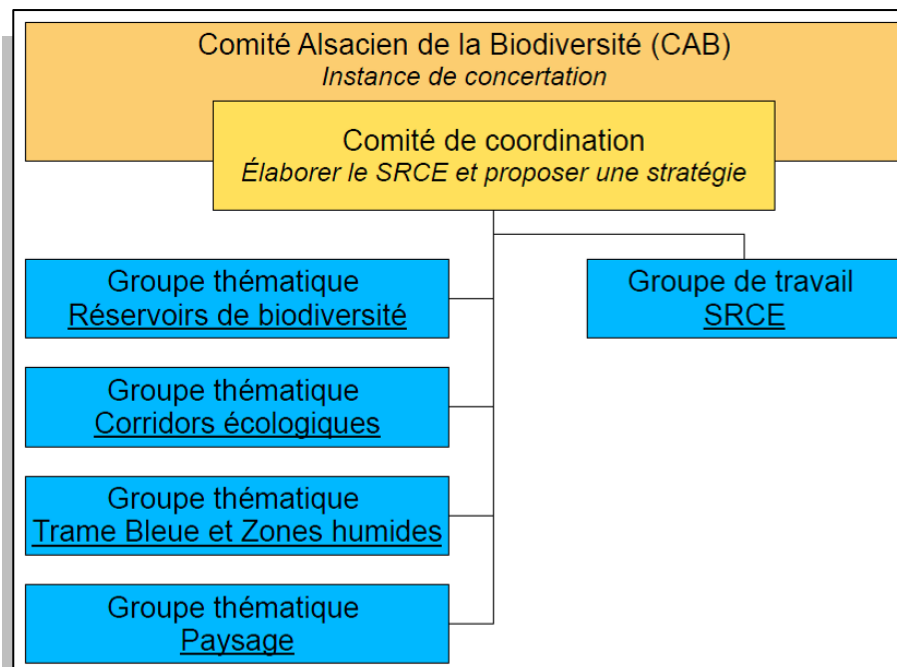 Comité Alsacien de la Biodiversité (CAB)
Instance de concertation
Comité de coordination
Élaborer le SRCE et proposer une stratégie
Groupe thématique
Réservoirs de biodiversité
Groupe de travail
SRCE
Groupe thématique
Corridors écologiques
Groupe thématique
Trame Bleue et Zones humides
Groupe thématique
Paysage